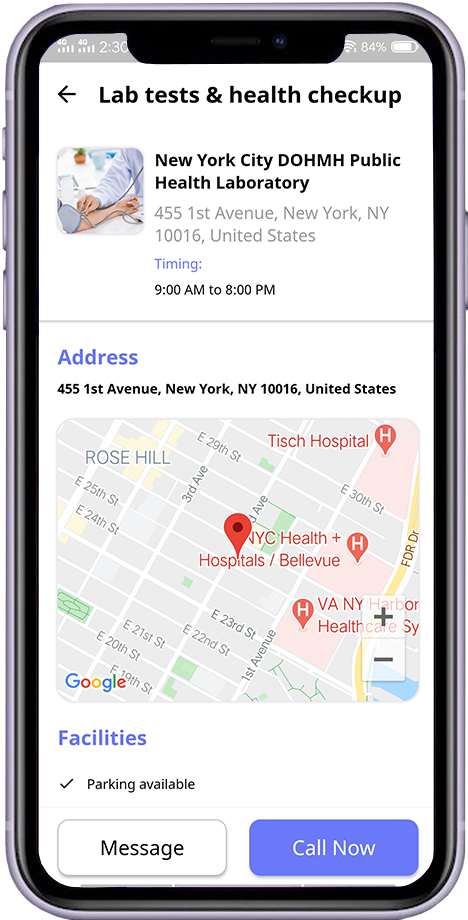 4G 4G 2:30 84%
Lab tests & health checkup
New York City DOHMH Public
Health Laboratory
455 1st Avenue, New York, NY
10016, United States
Timing:
9:00 AM to 8:00 PM
Address
455 1st Avenue, New York, NY 10016, United States
Tisch Hospital H
E 29th St
ROSE HILL
3rd Ave
E 30th St
E 25th St
E 24th St
d Ave
FDR Dr
NYC Health +
Hospitals / Bellevue H
VA NY Harbor
Healthcare Sy
H
+
−
E 23rd St
E 22nd St
E 21st St
E 20th St
E 19th St
1st Avenue
Google
Facilities
Parking available
Message
Call Now